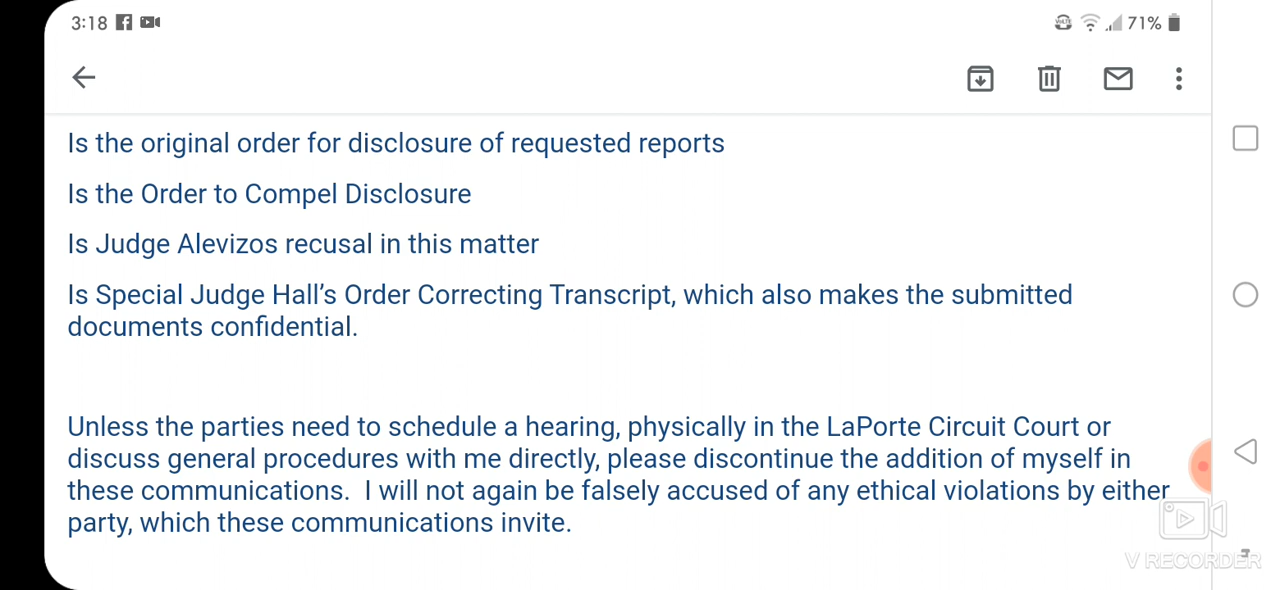 3:18
71%
Is the original order for disclosure of requested reports
Is the Order to Compel Disclosure
Is Judge Alevizos recusal in this matter
Is Special Judge Hall’s Order Correcting Transcript, which also makes the submitted
documents confidential.
Unless the parties need to schedule a hearing, physically in the LaPorte Circuit Court or
discuss general procedures with me directly, please discontinue the addition of myself in
these communications.  I will not again be falsely accused of any ethical violations by either
party, which these communications invite.
V RECORDER